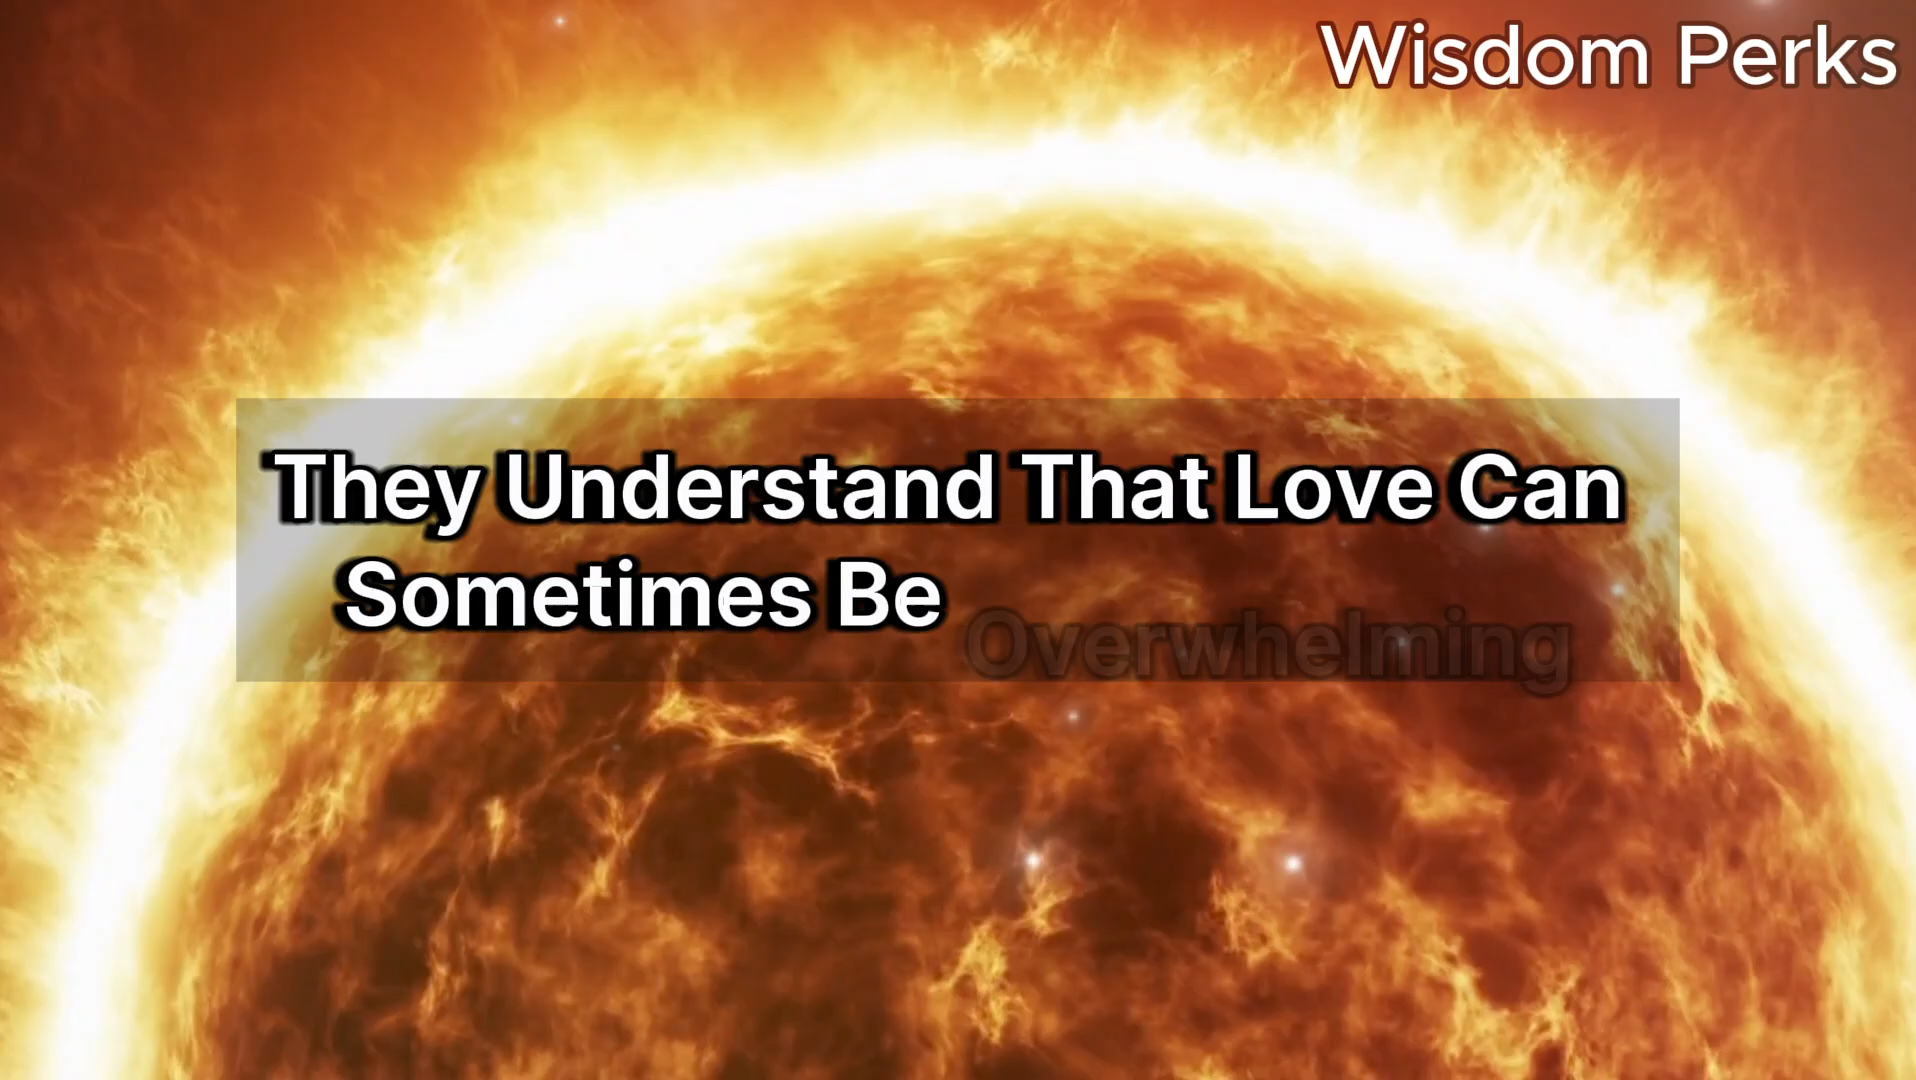 Wisdom Perks
They Understand That Love Can
Sometimes Be Overwhelming